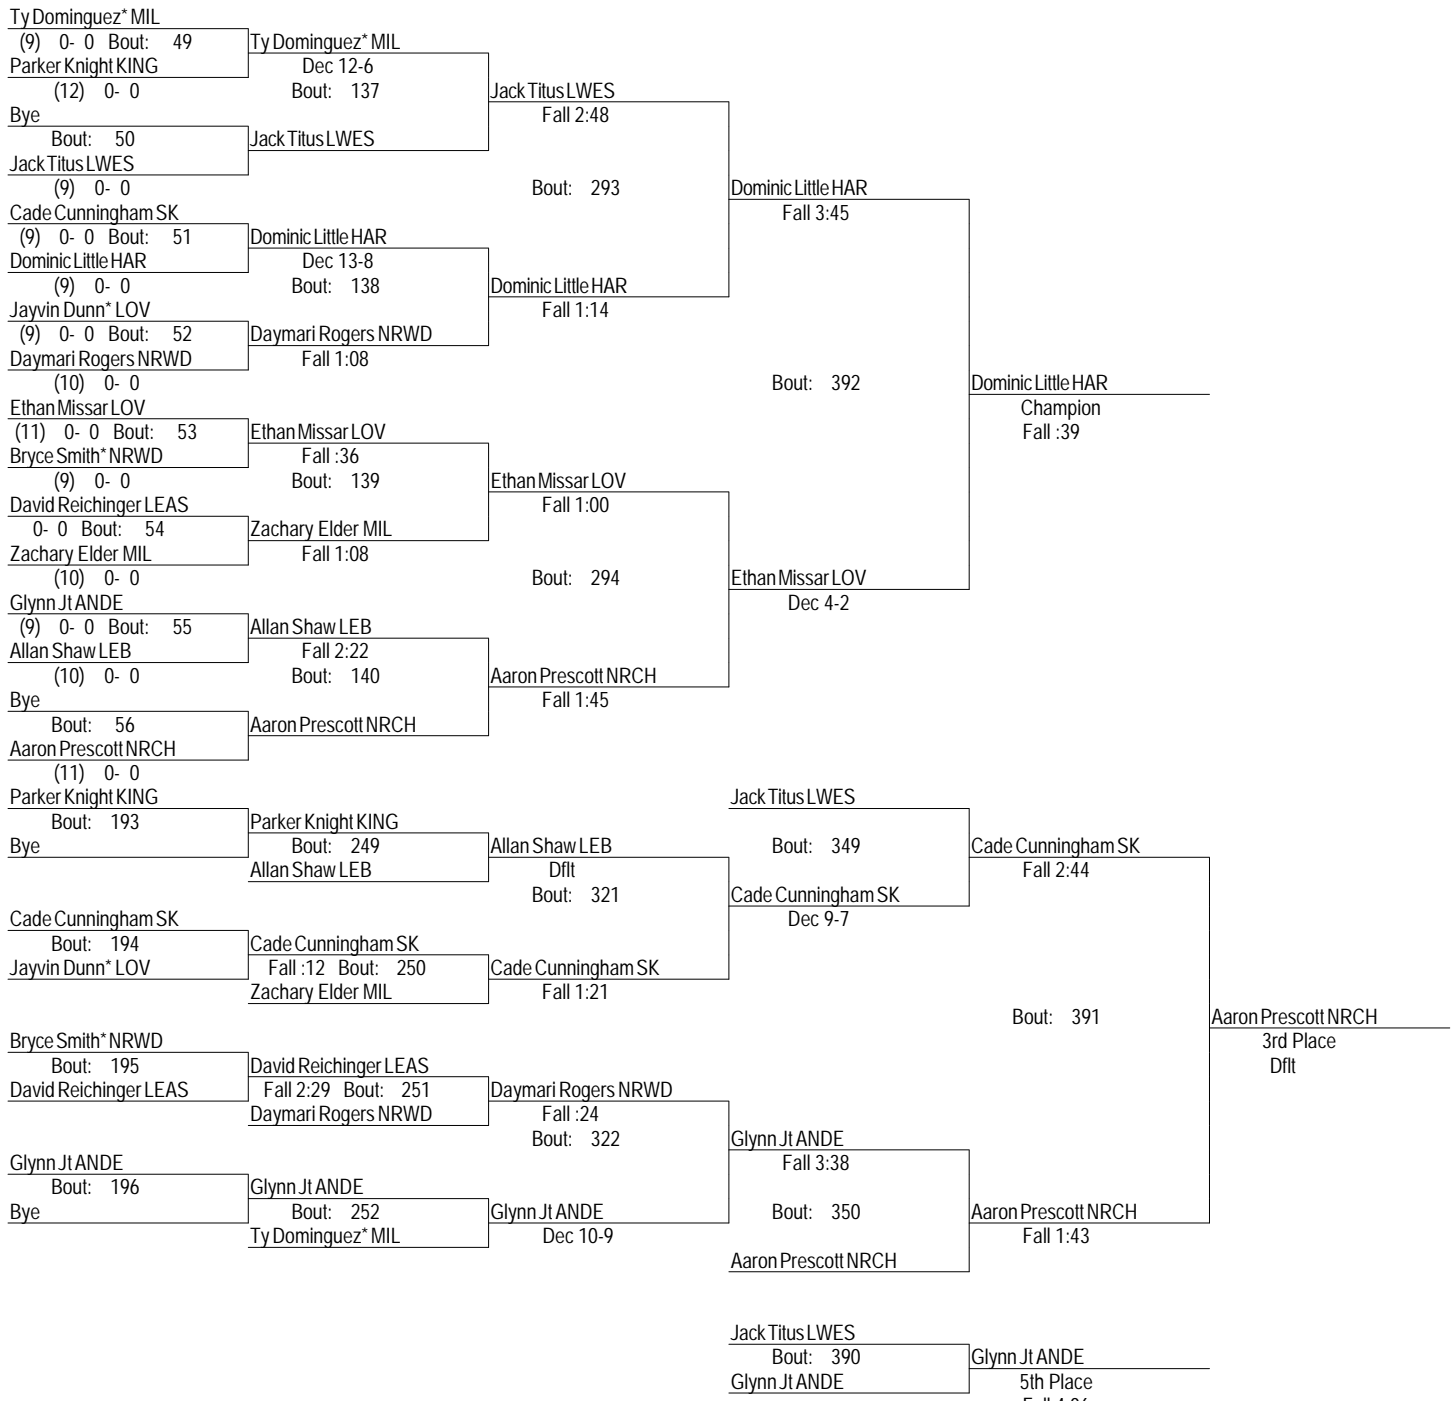 Ty Dominguez* MIL
(9) 0- 0 Bout: 49 Ty Dominguez* MIL
Parker Knight KING Dec 12-6
(12) 0- 0 Bout: 137 Jack Titus LWES
Bye Fall 2:48
Bout: 50 Jack Titus LWES
Jack Titus LWES
(9) 0- 0 Bout: 293 Dominic Little HAR
Cade Cunningham SK Fall 3:45
(9) 0- 0 Bout: 51 Dominic Little HAR
Dominic Little HAR Dec 13-8
(9) 0- 0 Bout: 138 Dominic Little HAR
Jayvin Dunn* LOV Fall 1:14
(9) 0- 0 Bout: 52 Daymari Rogers NRWD
Daymari Rogers NRWD Fall 1:08
(10) 0- 0 Bout: 392 Dominic Little HAR
Ethan Missar LOV Champion
(11) 0- 0 Bout: 53 Ethan Missar LOV Fall :39
Bryce Smith* NRWD Fall :36
(9) 0- 0 Bout: 139 Ethan Missar LOV
David Reichinger LEAS Fall 1:00
0- 0 Bout: 54 Zachary Elder MIL
Zachary Elder MIL Fall 1:08
(10) 0- 0 Bout: 294 Ethan Missar LOV
Glynn Jt ANDE Dec 4-2
(9) 0- 0 Bout: 55 Allan Shaw LEB
Allan Shaw LEB Fall 2:22
(10) 0- 0 Bout: 140 Aaron Prescott NRCH
Bye Fall 1:45
Bout: 56 Aaron Prescott NRCH
Aaron Prescott NRCH
(11) 0- 0
Parker Knight KING Jack Titus LWES
Bout: 193 Parker Knight KING
Bye Bout: 249 Allan Shaw LEB Bout: 349 Cade Cunningham SK
Allan Shaw LEB Dflt Fall 2:44
Bout: 321 Cade Cunningham SK
Cade Cunningham SK Dec 9-7
Bout: 194 Cade Cunningham SK
Jayvin Dunn* LOV Fall :12 Bout: 250 Cade Cunningham SK
Zachary Elder MIL Fall 1:21
Bout: 391 Aaron Prescott NRCH
Bryce Smith* NRWD 3rd Place
Bout: 195 David Reichinger LEAS Dflt
David Reichinger LEAS Fall 2:29 Bout: 251 Daymari Rogers NRWD
Daymari Rogers NRWD Fall :24
Bout: 322 Glynn Jt ANDE
Glynn Jt ANDE Fall 3:38
Bout: 196 Glynn Jt ANDE
Bye Bout: 252 Glynn Jt ANDE Bout: 350 Aaron Prescott NRCH
Ty Dominguez* MIL Dec 10-9 Fall 1:43
Aaron Prescott NRCH
Jack Titus LWES
Bout: 390 Glynn Jt ANDE
Glynn Jt ANDE 5th Place